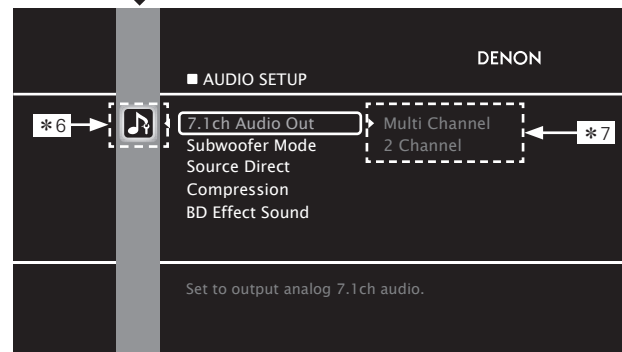 DENON
■ AUDIO SETUP
*6
7.1ch Audio Out
Multi Channel
*7
Subwoofer Mode
2 Channel
Source Direct
Compression
BD Effect Sound
Set to output analog 7.1ch audio.